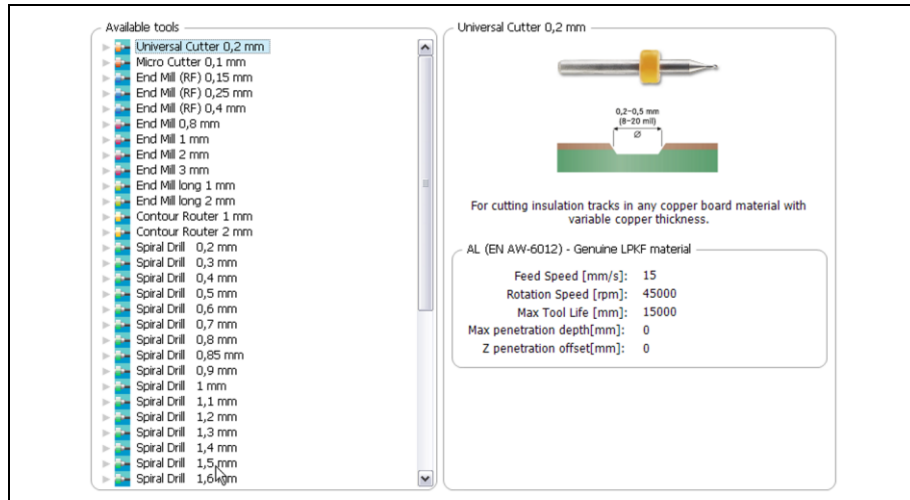 Available tools
Universal Cutter 0,2 mm
Micro Cutter 0,1 mm
End Mill (RF) 0,15 mm
End Mill (RF) 0,25 mm
End Mill (RF) 0,4 mm
End Mill 0,8 mm
End Mill 1 mm
End Mill 2 mm
End Mill 3 mm
End Mill long 1 mm
End Mill long 2 mm
Contour Router 1 mm
Contour Router 2 mm
Spiral Drill 0,2 mm
Spiral Drill 0,3 mm
Spiral Drill 0,4 mm
Spiral Drill 0,5 mm
Spiral Drill 0,6 mm
Spiral Drill 0,7 mm
Spiral Drill 0,8 mm
Spiral Drill 0,85 mm
Spiral Drill 0,9 mm
Spiral Drill 1 mm
Spiral Drill 1,1 mm
Spiral Drill 1,2 mm
Spiral Drill 1,3 mm
Spiral Drill 1,4 mm
Spiral Drill 1,5 mm
Spiral Drill 1,6 mm
Universal Cutter 0,2 mm
0,2-0,5 mm
(8-20 mil)
Ø
For cutting insulation tracks in any copper board material with
variable copper thickness.
AL (EN AW-6012) - Genuine LPKF material
Feed Speed [mm/s]: 15
Rotation Speed [rpm]: 45000
Max Tool Life [mm]: 15000
Max penetration depth[mm]: 0
Z penetration offset[mm]: 0